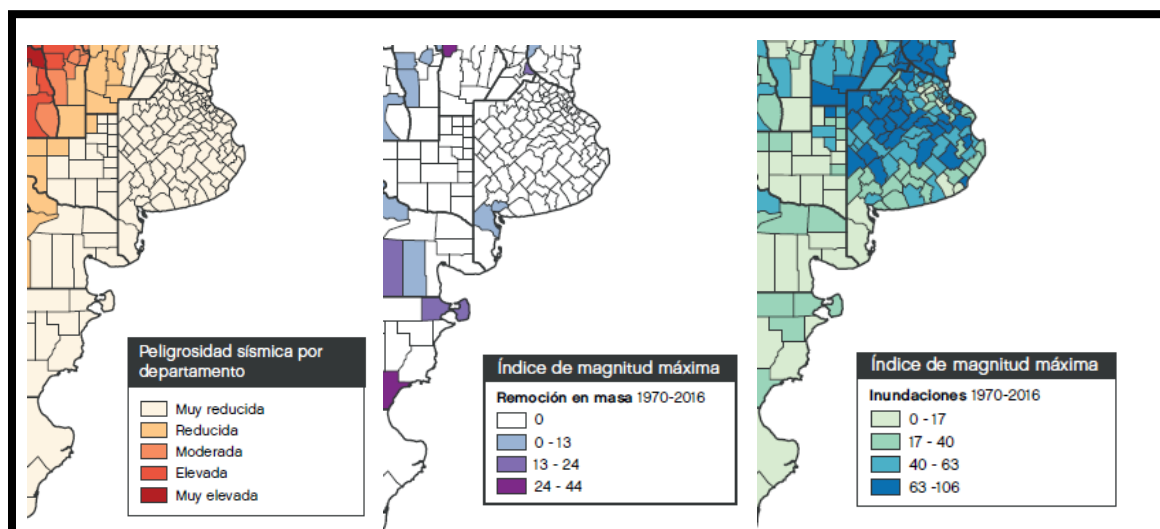 Peligrosidad sísmica por
departamento
Muy reducida
Reducida
Moderada
Elevada
Muy elevada
Índice de magnitud máxima
Remoción en masa 1970-2016
0
0 - 13
13 - 24
24 - 44
Índice de magnitud máxima
Inundaciones 1970-2016
0 - 17
17 - 40
40 - 63
63 -106